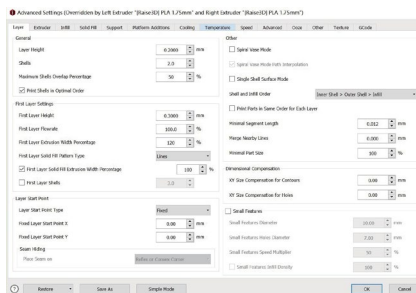 Advanced Settings (Overridden by Left Extruder "[Raise3D] PLA 1.75mm" and Right Extruder "[Raise3D] PLA 1.75mm")
Layer Extruder Infill Solid Fill Support Platform Additions Cooling Temperature Speed Advanced Ooze Other Texture GCode
General
Layer Height 0.2000 mm
Shells 2.0
Maximum Shells Overlap Percentage 50 %
Print Shells in Optimal Order
First Layer Settings
First Layer Height 0.3000 mm
First Layer Flowrate 100.0 %
First Layer Extrusion Width Percentage 120 %
First Layer Solid Fill Pattern Type Lines
First Layer Solid Fill Extrusion Width Percentage 100 %
First Layer Shells 2.0
Layer Start Point
Layer Start Point Type Fixed
Fixed Layer Start Point X 0.00 mm
Fixed Layer Start Point Y 0.00 mm
Seam Hiding
Place Seam on
Other
Spiral Vase Mode
Spiral Vase Mode Path Interpolation
Single Shell Surface Mode
Shell and Infill Order Inner Shell > Outer Shell > Infill
Print Parts in Same Order for Each Layer
Minimal Segment Length 0.012 mm
Merge Nearby Lines 0.000 mm
Minimal Part Size 100 %
Dimensional Compensation
XY Size Compensation for Contours 0.00 mm
XY Size Compensation for Holes 0.00 mm
Small Features
Small Features Diameter 10.00 mm
Small Features Diameter mm
Small Features Speed Multiplier 50 %
Small Features Infill Density 100 %
Restore Save As Simple Mode OK Cancel